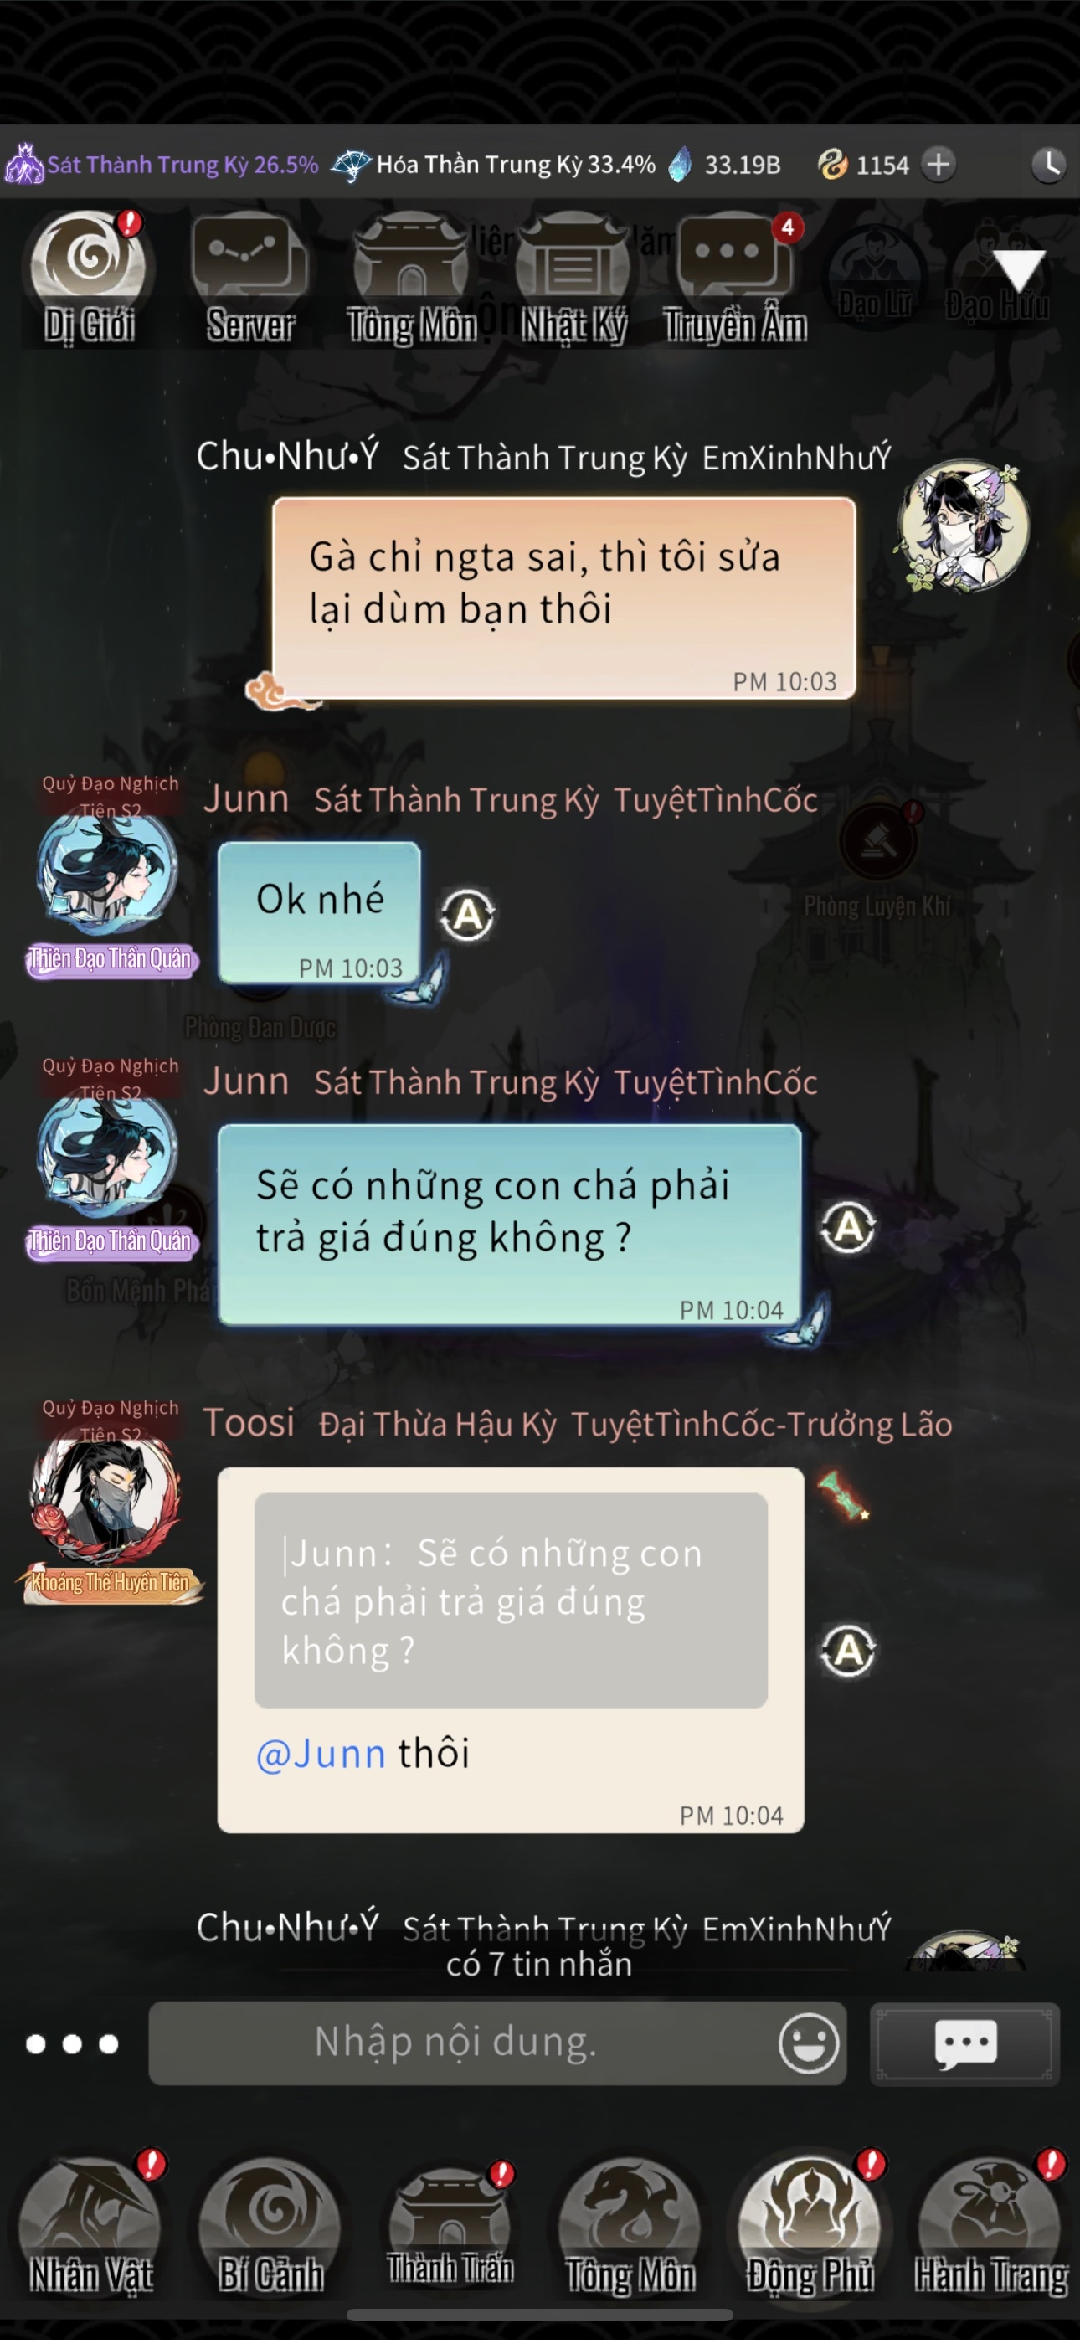 Sát Thành Trung Kỳ 26.5% Hóa Thần Trung Kỳ 33.4% 33.19B 1154
4
Dị Giới Server Tông Môn Nhật Ký Truyền Âm Đạo Lữ Đạo Hữu
Chu•Như•Ý Sát Thành Trung Kỳ EmXinhNhưÝ
Gà chỉ ngta sai, thì tôi sửa
lại dùm bạn thôi
PM 10:03
Quỷ Đạo Nghịch
Tiên S2
Junn Sát Thành Trung Kỳ TuyệtTìnhCốc
Ok nhé
A
PM 10:03
Thiên Đạo Thần Quân
Phòng Luyện Khí
Phòng Đan Dược
Quỷ Đạo Nghịch
Tiên S2
Junn Sát Thành Trung Kỳ TuyệtTìnhCốc
Sẽ có những con chá phải
trả giá đúng không ?
A
PM 10:04
Thiên Đạo Thần Quân
Bổn Mệnh Phá
Quỷ Đạo Nghịch
Tiên S2
Toosi Đại Thừa Hậu Kỳ TuyệtTìnhCốc-Trưởng Lão
Junn: Sẽ có những con
chá phải trả giá đúng
không ?
Khoáng Thế Huyền Tiên
A
@Junn thôi
PM 10:04
Chu•Như•Ý Sát Thành Trung Kỳ EmXinhNhưÝ
có 7 tin nhắn
Nhập nội dung.
Nhân Vật Bí Cảnh Thành Trấn Tông Môn Động Phủ Hành Trang